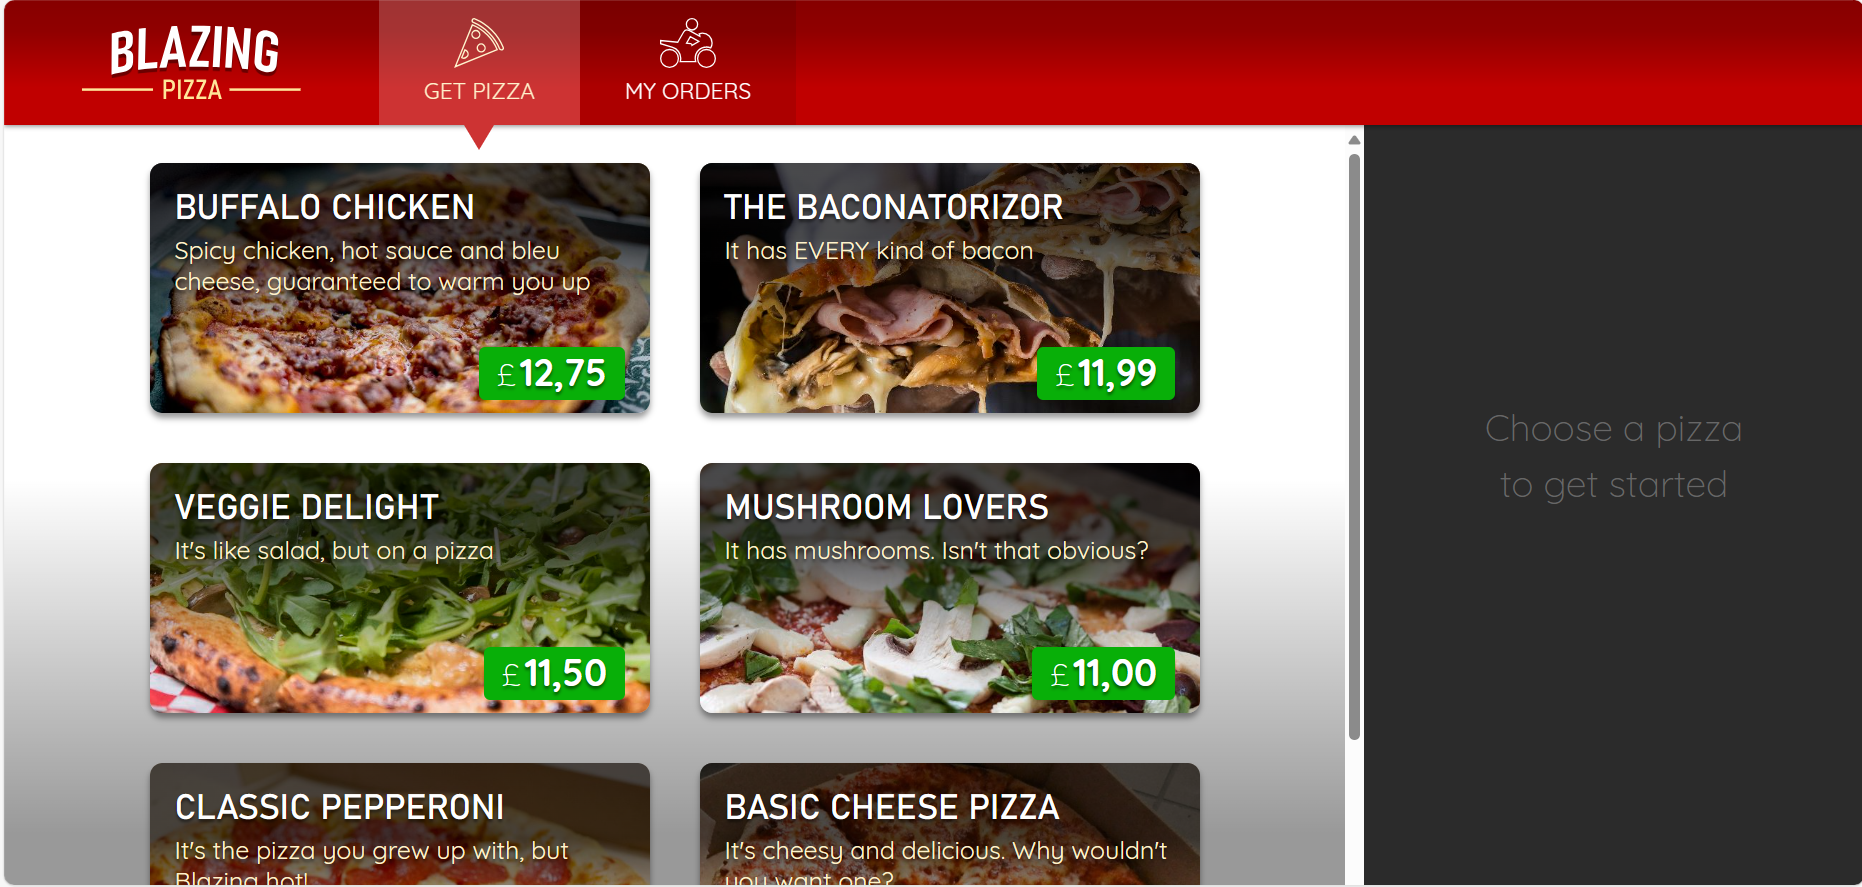 BLAZING
PIZZA
GET PIZZA
MY ORDERS
BUFFALO CHICKEN
Spicy chicken, hot sauce and bleu
cheese, guaranteed to warm you up
£12,75
THE BACONATORIZOR
It has EVERY kind of bacon
£11,99
VEGGIE DELIGHT
It's like salad, but on a pizza
£11,50
MUSHROOM LOVERS
It has mushrooms. Isn't that obvious?
£11,00
CLASSIC PEPPERONI
It's the pizza you grew up with, but
Blazing hot!
BASIC CHEESE PIZZA
It's cheesy and delicious. Why wouldn't
you want one?
Choose a pizza
to get started